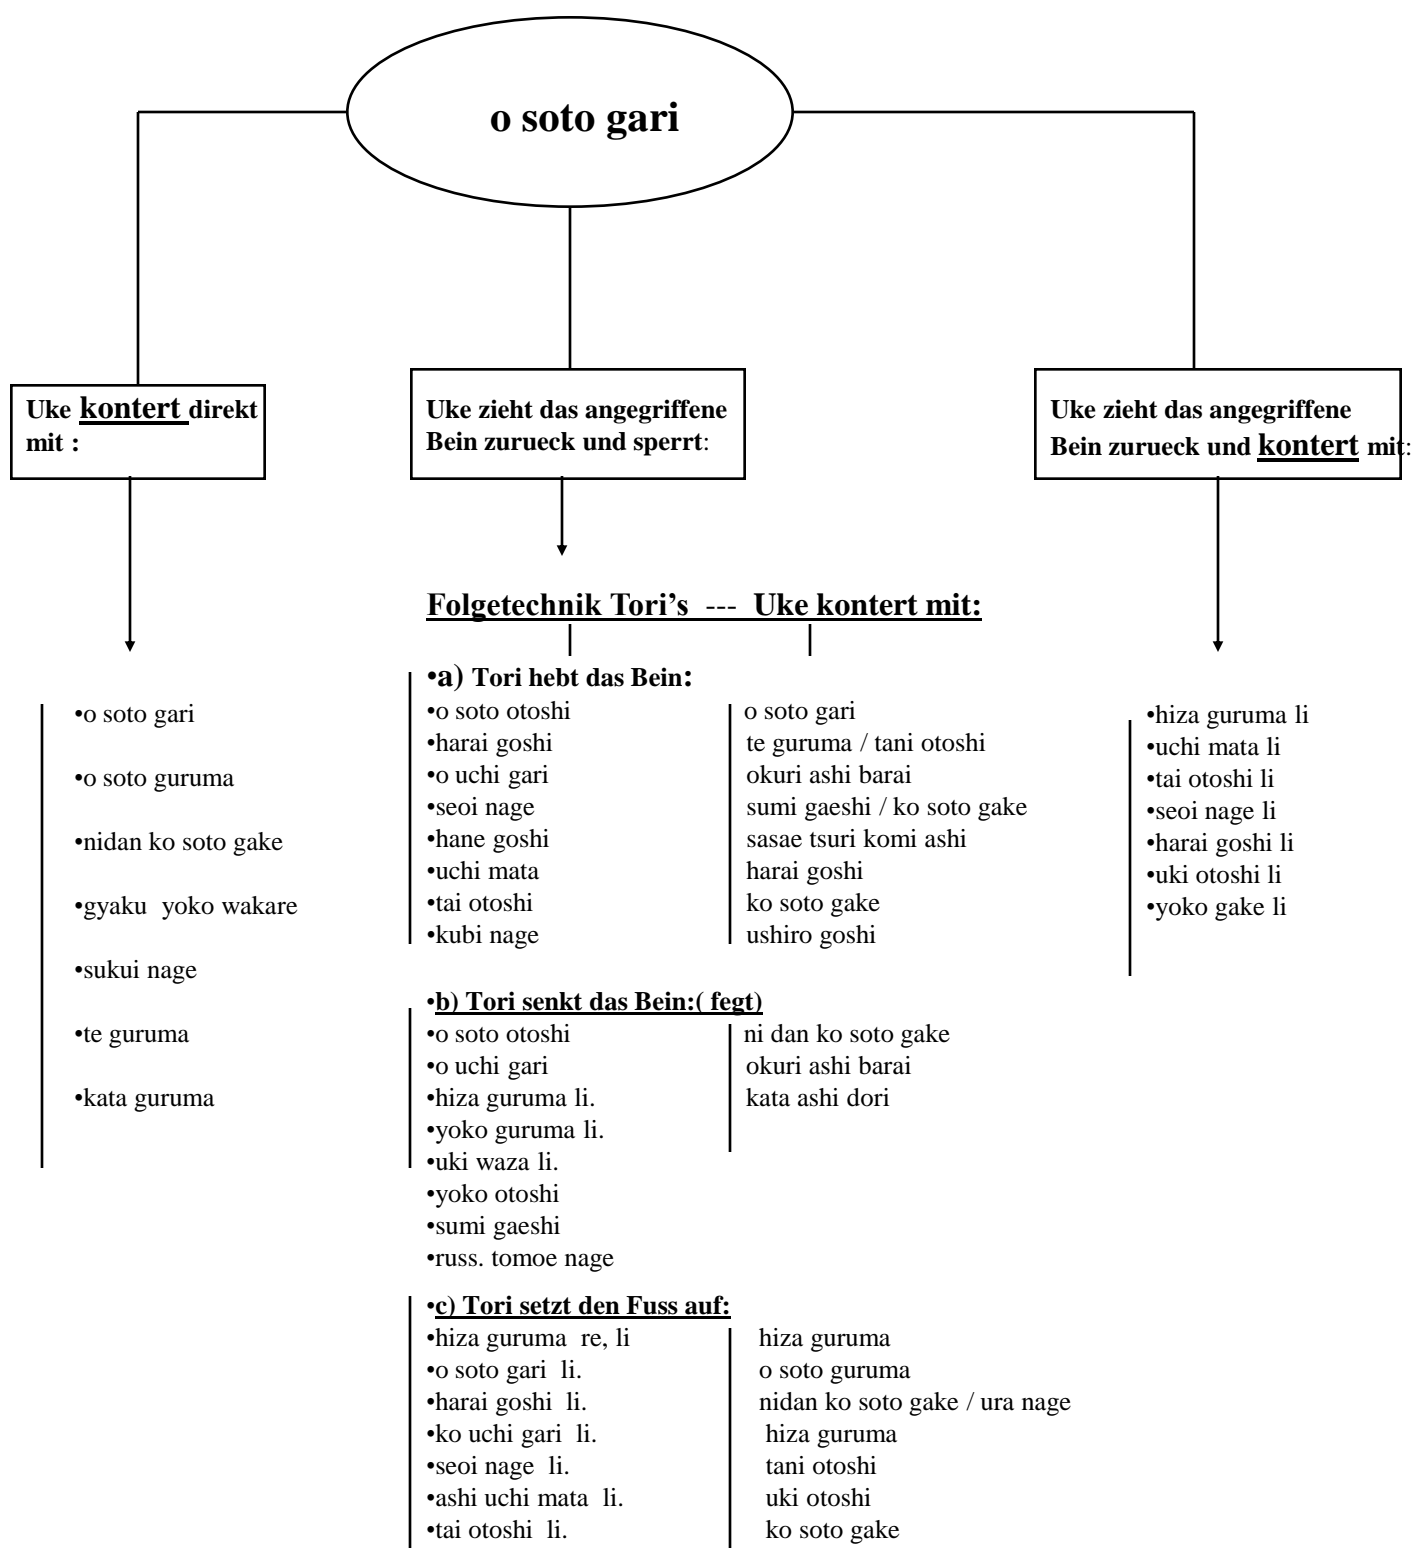 o soto gari
Uke kontert direkt
mit :
Uke zieht das angegriffene
Bein zurueck und sperrt:
Uke zieht das angegriffene
Bein zurueck und kontert mit:
•o soto gari
•o soto guruma
•nidan ko soto gake
•gyaku yoko wakare
•sukui nage
•te guruma
•kata guruma
Folgetechnik Tori’s --- Uke kontert mit:
•a) Tori hebt das Bein:
•o soto otoshi o soto gari
•harai goshi te guruma / tani otoshi
•o uchi gari okuri ashi barai
•seoi nage sumi gaeshi / ko soto gake
•hane goshi sasae tsuri komi ashi
•uchi mata harai goshi
•tai otoshi ko soto gake
•kubi nage ushiro goshi
•b) Tori senkt das Bein:( fegt)
•o soto otoshi ni dan ko soto gake
•o uchi gari okuri ashi barai
•hiza guruma li. kata ashi dori
•yoko guruma li.
•uki waza li.
•yoko otoshi
•sumi gaeshi
•russ. tomoe nage
•c) Tori setzt den Fuss auf:
•hiza guruma re, li hiza guruma
•o soto gari li. o soto guruma
•harai goshi li. nidan ko soto gake / ura nage
•ko uchi gari li. hiza guruma
•seoi nage li. tani otoshi
•ashi uchi mata li. uki otoshi
•tai otoshi li. ko soto gake
•hiza guruma li
•uchi mata li
•tai otoshi li
•seoi nage li
•harai goshi li
•uki otoshi li
•yoko gake li